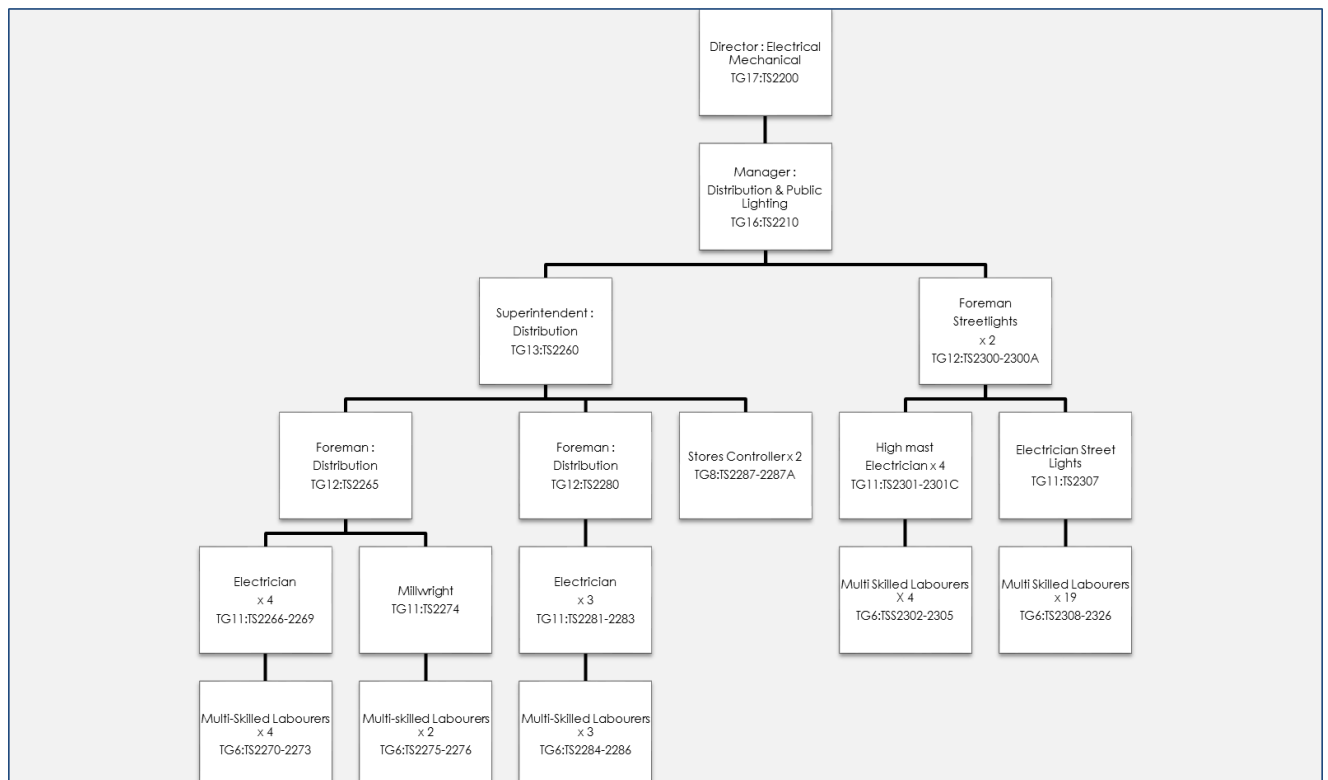 Director : Electrical
Mechanical
TG17:TS2200
Manager :
Distribution & Public
Lighting
TG16:TS2210
Superintendent :
Distribution
TG13:TS2260
Foreman
Streetlights
x 2
TG12:TS2300-2300A
Foreman :
Distribution
TG12:TS2265
Foreman :
Distribution
TG12:TS2280
Stores Controller x 2
TG8:TS2287-2287A
High mast
Electrician x 4
TG11:TS2301-2301C
Electrician Street
Lights
TG11:TS2307
Electrician
x 4
TG11:TS2266-2269
Millwright
TG11:TS2274
Electrician
x 3
TG11:TS2281-2283
Multi Skilled Labourers
X 4
TG6:TSS2302-2305
Multi Skilled Labourers
x 19
TG6:TS2308-2326
Multi-Skilled Labourers
x 4
TG6:TS2270-2273
Multi-skilled Labourers
x 2
TG6:TS2275-2276
Multi-Skilled Labourers
x 3
TG6:TS2284-2286